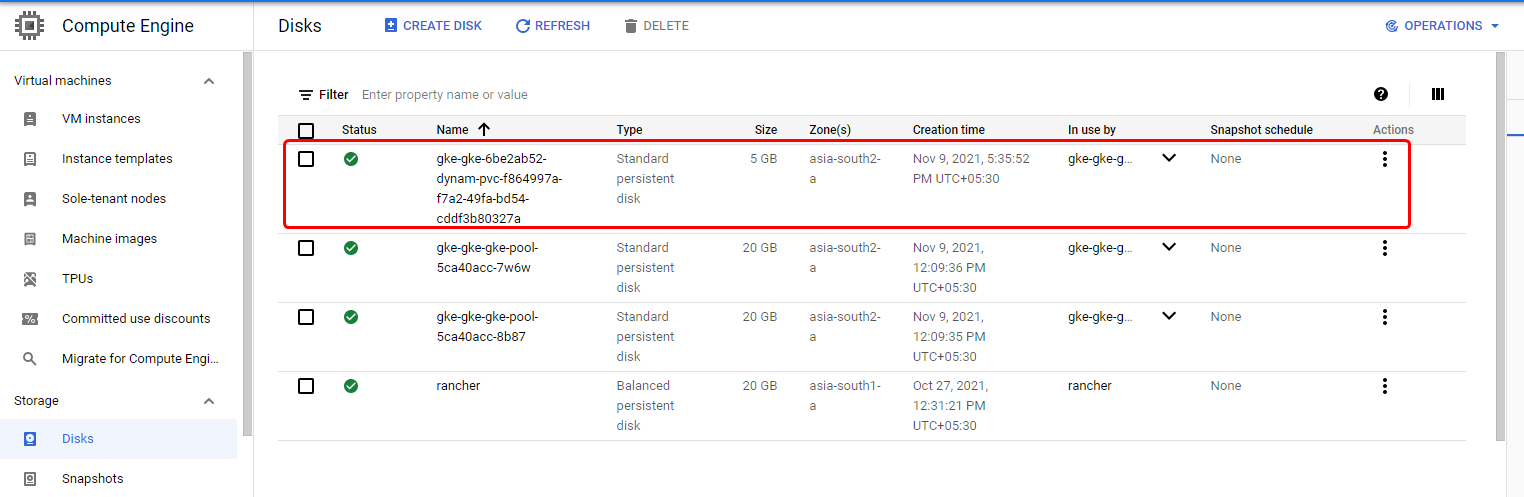 Compute Engine
Disks
CREATE DISK
REFRESH
DELETE
OPERATIONS
Virtual machines
VM instances
Instance templates
Sole-tenant nodes
Machine images
TPUs
Committed use discounts
Migrate for Compute Engi...
Storage
Disks
Snapshots
Filter Enter property name or value
Status Name Type Size Zone(s) Creation time In use by Snapshot schedule Actions
gke-gke-6be2ab52- Standard 5 GB asia-south2- Nov 9, 2021, 5:35:52 gke-gke-g... None
dynam-pvc-f864997a- persistent a PM UTC+05:30
f7a2-49fa-bd54- disk
cddf3b80327a
gke-gke-gke-pool- Standard 20 GB asia-south2- Nov 9, 2021, gke-gke-g... None
5ca40acc-7w6w persistent a 12:09:36 PM
disk UTC+05:30
gke-gke-gke-pool- Standard 20 GB asia-south2- Nov 9, 2021, gke-gke-g... None
5ca40acc-8b87 persistent a 12:09:35 PM
disk UTC+05:30
rancher Balanced 20 GB asia-south1- Oct 27, 2021, rancher None
persistent a 12:31:21 PM
disk UTC+05:30